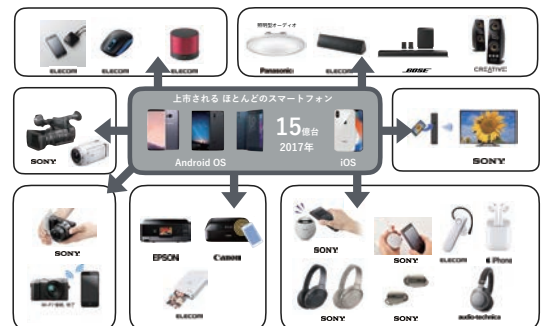 照明型オーディオ
ELECOM
ELECOM
ELECOM
Panasonic
ELECOM
BOSE
CREATIVE
上市される ほとんどのスマートフォン
15億台
2017年
Android OS
iOS
SONY
SONY
SONY
EPSON
Canon
ELECOM
SONY
SONY
ELECOM
iPhone
SONY
SONY
audio-technica